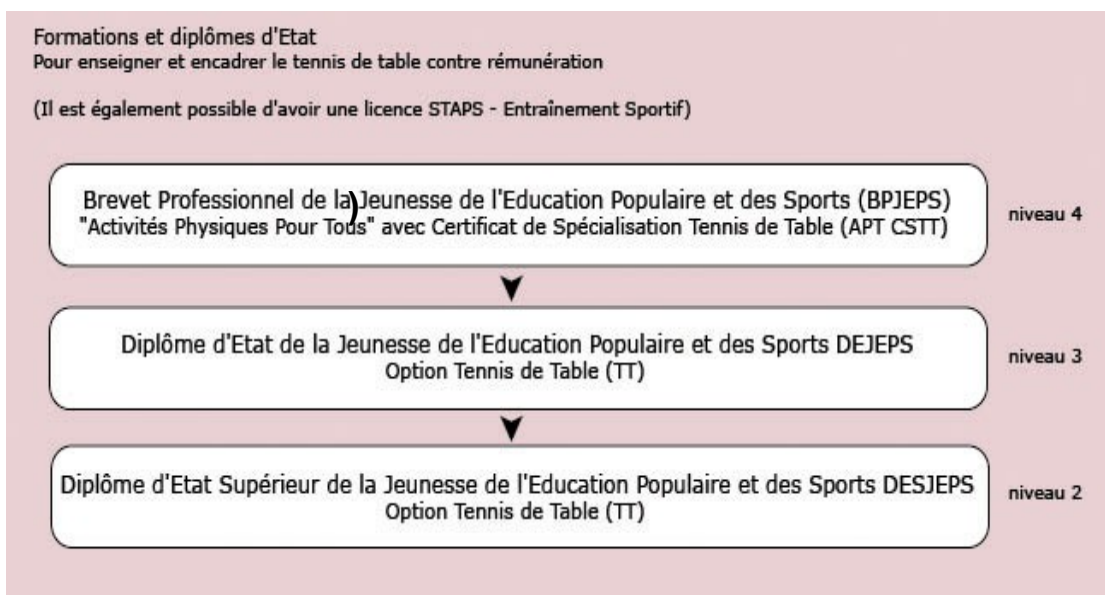 Formations et diplômes d'Etat
Pour enseigner et encadrer le tennis de table contre rémunération
(Il est également possible d'avoir une licence STAPS - Entraînement Sportif)
Brevet Professionnel de la Jeunesse de l'Education Populaire et des Sports (BPJEPS)
)
"Activités Physiques Pour Tous" avec Certificat de Spécialisation Tennis de Table (APT CSTT)
niveau 4
Diplôme d'Etat de la Jeunesse de l'Education Populaire et des Sports DEJEPS
Option Tennis de Table (TT)
niveau 3
Diplôme d'Etat Supérieur de la Jeunesse de l'Education Populaire et des Sports DESJEPS
Option Tennis de Table (TT)
niveau 2